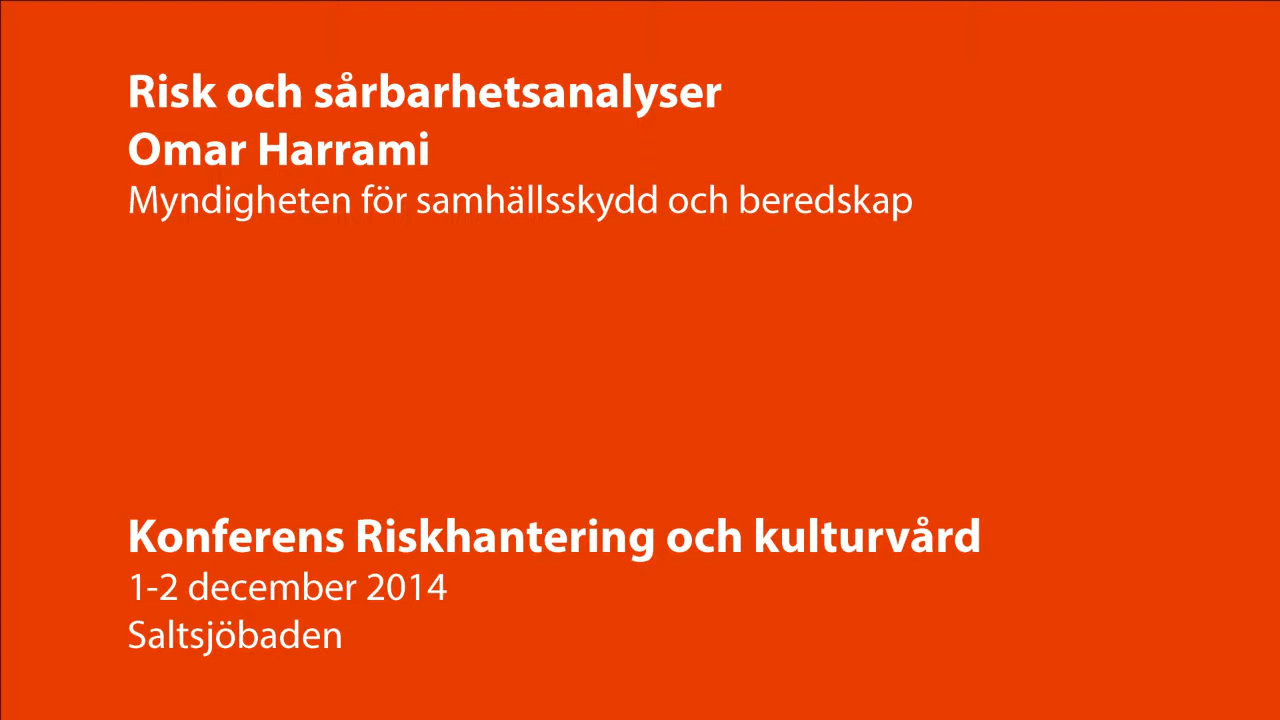 Risk och sårbarhetsanalyser
Omar Harrami
Myndigheten för samhällsskydd och beredskap
Konferens Riskhantering och kulturvård
1-2 december 2014
Saltsjöbaden